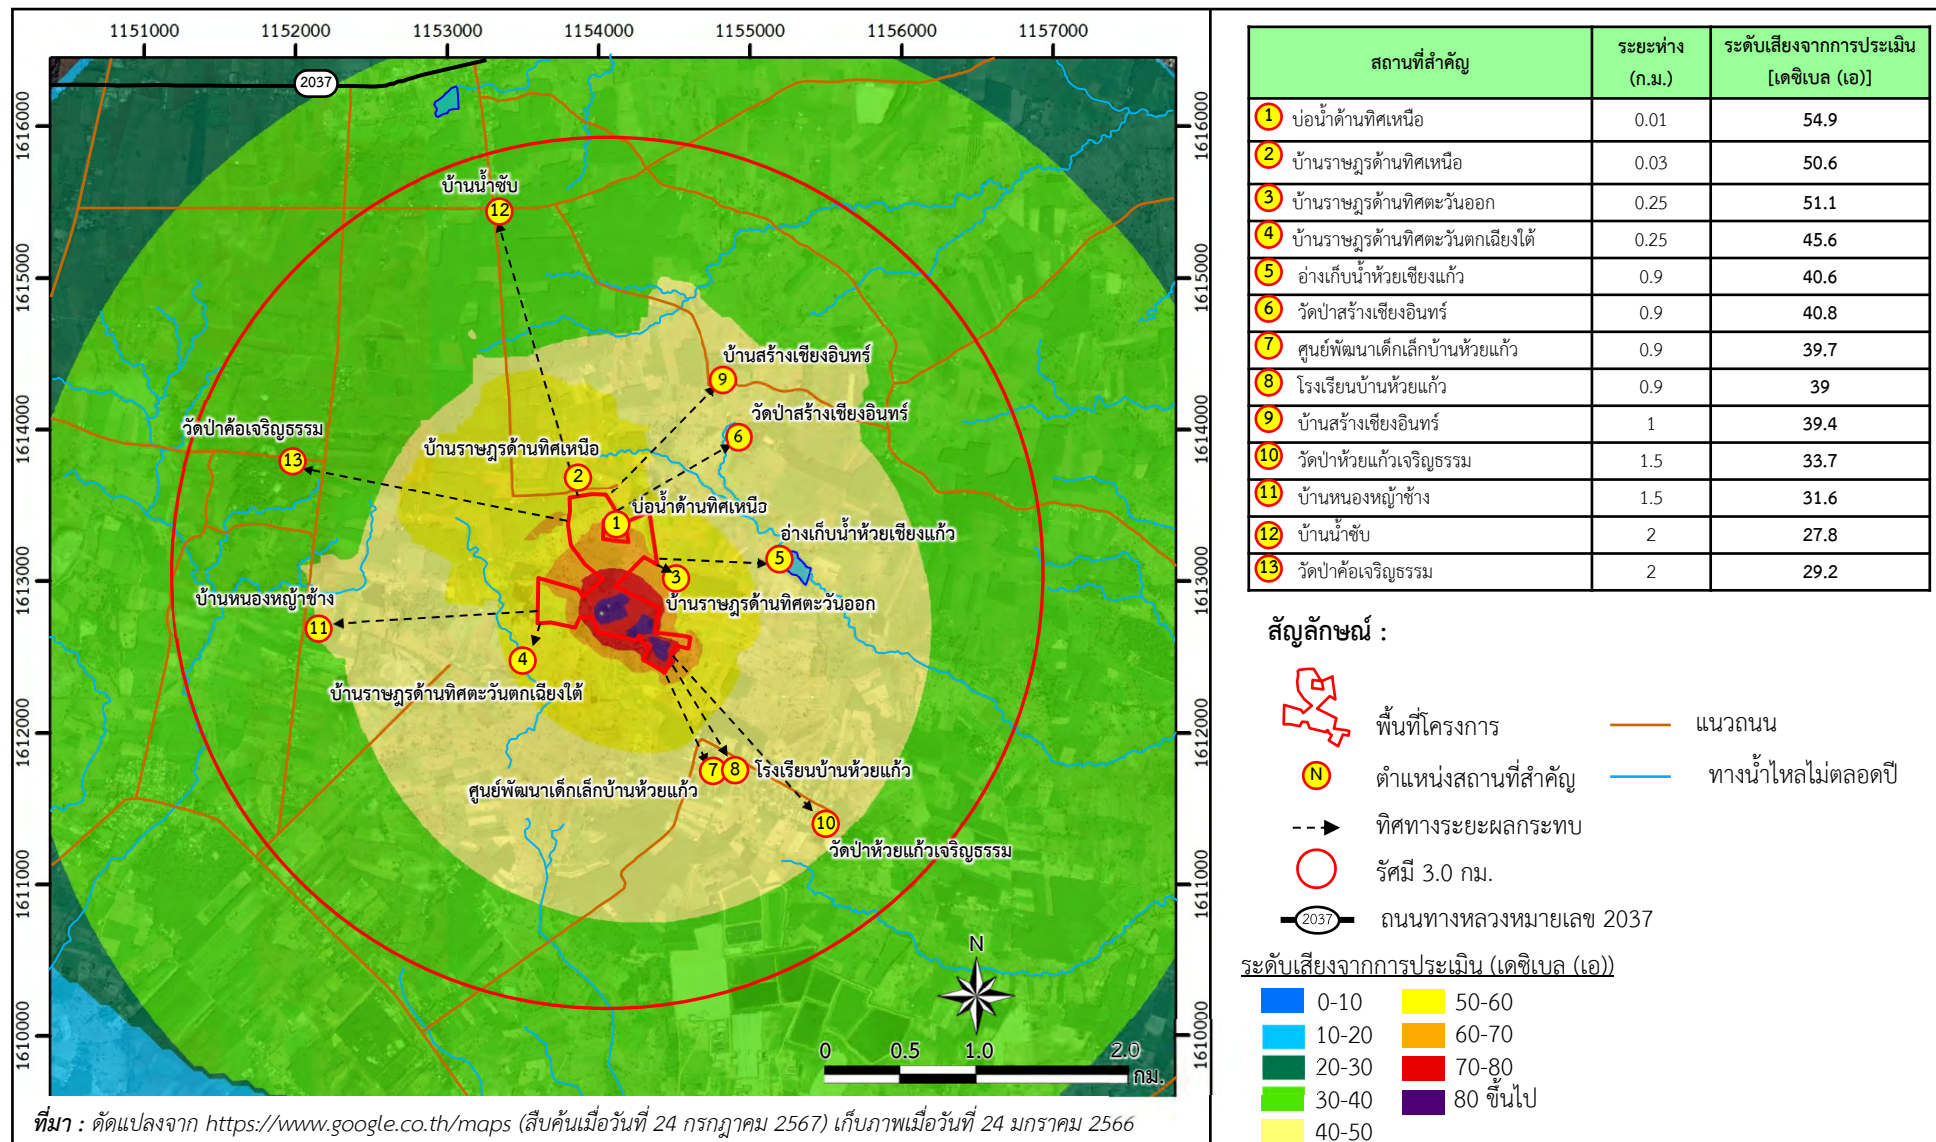 1151000 1152000 1153000 1154000 1155000 1156000 1157000
1616000
1615000
1614000
1613000
1612000
1611000
1610000
1616000
1615000
1614000
1613000
1612000
1611000
1610000
2037
บ้านน้ำซับ
12
บ้านสร้างเชียงอินทร์
9
วัดป่าสร้างเชียงอินทร์
6
วัดป่าค้อเจริญธรรม
13
บ้านราษฎรด้านทิศเหนือ
2
บ่อน้ำด้านทิศเหนือ
1
อ่างเก็บน้ำห้วยเชียงแก้ว
5
3
บ้านราษฎรด้านทิศตะวันออก
บ้านหนองหญ้าช้าง
11
4
บ้านราษฎรด้านทิศตะวันตกเฉียงใต้
7 8 โรงเรียนบ้านห้วยแก้ว
ศูนย์พัฒนาเด็กเล็กบ้านห้วยแก้ว
10
วัดป่าห้วยแก้วเจริญธรรม
N
0 0.5 1.0 2.0
กม.
ที่มา : ดัดแปลงจาก https://www.google.co.th/maps (สืบค้นเมื่อวันที่ 24 กรกฎาคม 2567) เก็บภาพเมื่อวันที่ 24 มกราคม 2566
สถานที่สำคัญ ระยะห่าง (ก.ม.) ระดับเสียงจากการประเมิน [เดซิเบล (เอ)]
1 บ่อน้ำด้านทิศเหนือ 0.01 54.9
2 บ้านราษฎรด้านทิศเหนือ 0.03 50.6
3 บ้านราษฎรด้านทิศตะวันออก 0.25 51.1
4 บ้านราษฎรด้านทิศตะวันตกเฉียงใต้ 0.25 45.6
5 อ่างเก็บน้ำห้วยเชียงแก้ว 0.9 40.6
6 วัดป่าสร้างเชียงอินทร์ 0.9 40.8
7 ศูนย์พัฒนาเด็กเล็กบ้านห้วยแก้ว 0.9 39.7
8 โรงเรียนบ้านห้วยแก้ว 0.9 39
9 บ้านสร้างเชียงอินทร์ 1 39.4
10 วัดป่าห้วยแก้วเจริญธรรม 1.5 33.7
11 บ้านหนองหญ้าช้าง 1.5 31.6
12 บ้านน้ำซับ 2 27.8
13 วัดป่าค้อเจริญธรรม 2 29.2
สัญลักษณ์ :
พื้นที่โครงการ แนวถนน
N ตำแหน่งสถานที่สำคัญ ทางน้ำไหลไม่ตลอดปี
ทิศทางระยะผลกระทบ
รัศมี 3.0 กม.
2037 ถนนทางหลวงหมายเลข 2037
ระดับเสียงจากการประเมิน (เดซิเบล (เอ))
0-10 50-60
10-20 60-70
20-30 70-80
30-40 80 ขึ้นไป
40-50